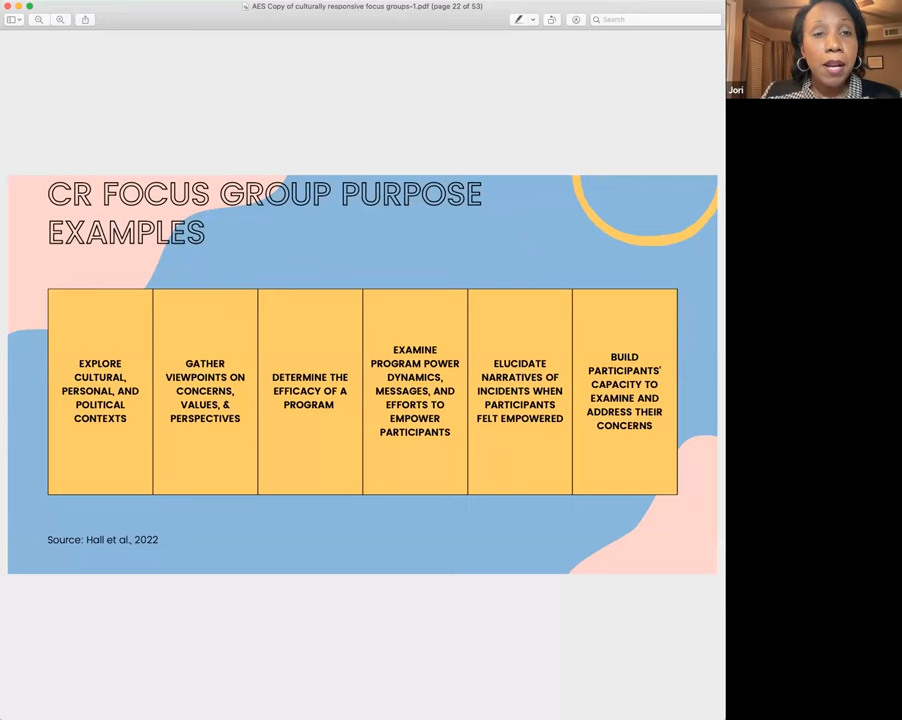 AES Copy of culturally responsive focus groups-1.pdf (page 22 of 53)
Search
Jori
CR FOCUS GROUP PURPOSE
EXAMPLES
EXPLORE
CULTURAL,
PERSONAL, AND
POLITICAL
CONTEXTS
GATHER
VIEWPOINTS ON
CONCERNS,
VALUES, &
PERSPECTIVES
DETERMINE THE
EFFICACY OF A
PROGRAM
EXAMINE
PROGRAM POWER
DYNAMICS,
MESSAGES, AND
EFFORTS TO
EMPOWER
PARTICIPANTS
ELUCIDATE
NARRATIVES OF
INCIDENTS WHEN
PARTICIPANTS
FELT EMPOWERED
BUILD
PARTICIPANTS'
CAPACITY TO
EXAMINE AND
ADDRESS THEIR
CONCERNS
Source: Hall et al., 2022